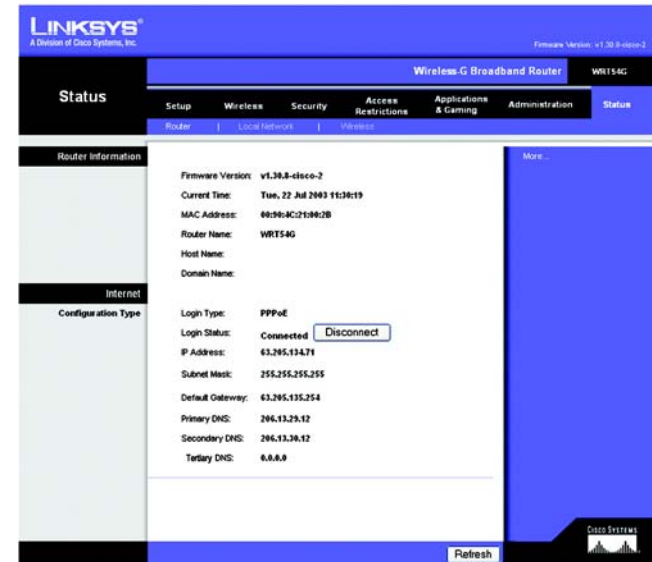 LINKSYS®
A Division of Cisco Systems, Inc.
Firmware Version: v1.30.8-cisco-2
Wireless-G Broadband Router WRT54G
Status
Setup Wireless Security Access Restrictions Applications & Gaming Administration Status
Router | Local Network | Wireless
Router Information
More...
Firmware Version: v1.30.8-cisco-2
Current Time: Tue, 22 Jul 2003 11:30:19
MAC Address: 00:90:4C:21:00:2B
Router Name: WRT54G
Host Name:
Domain Name:
Internet
Configuration Type
Login Type: PPPoE
Login Status: Connected Disconnect
IP Address: 63.205.134.71
Subnet Mask: 255.255.255.255
Default Gateway: 63.205.135.254
Primary DNS: 206.13.29.12
Secondary DNS: 206.13.30.12
Tertiary DNS: 0.0.0.0
Refresh
CISCO SYSTEMS